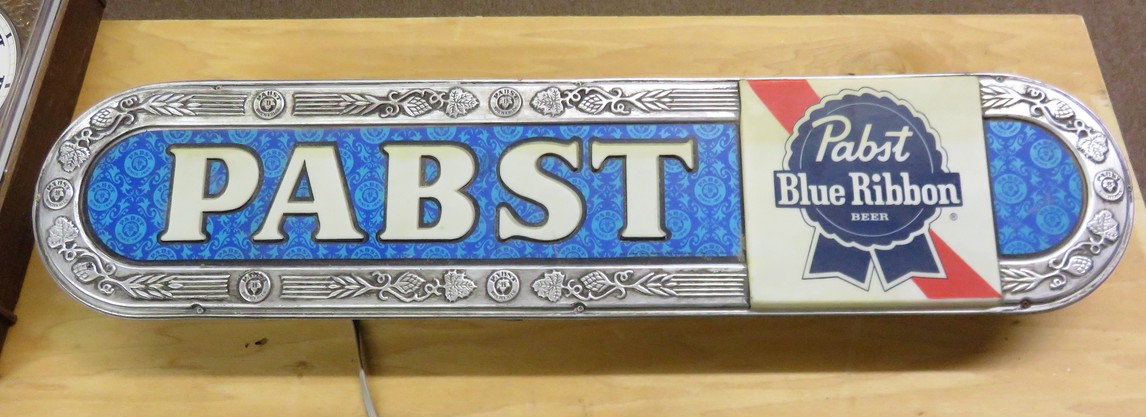 PABST
Pabst
Blue Ribbon
BEER
®